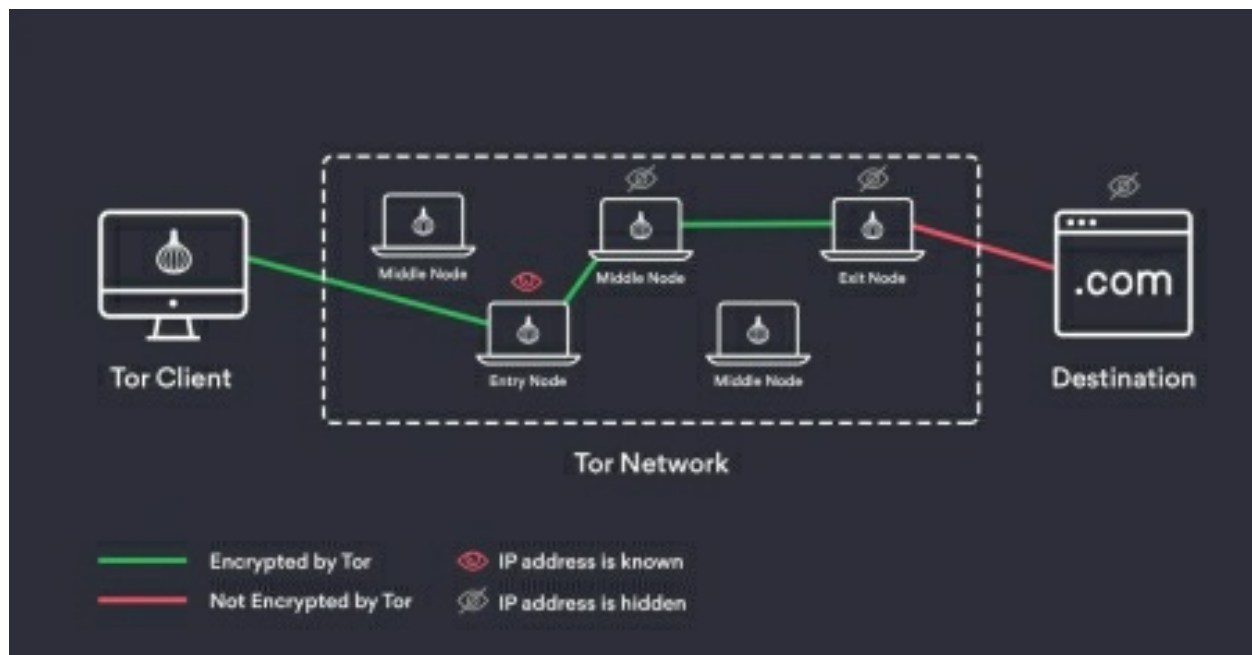 .com
Middle Node
Middle Node
Exit Node
Tor Client
Entry Node
Middle Node
Destination
Tor Network
Encrypted by Tor
IP address is known
Not Encrypted by Tor
IP address is hidden